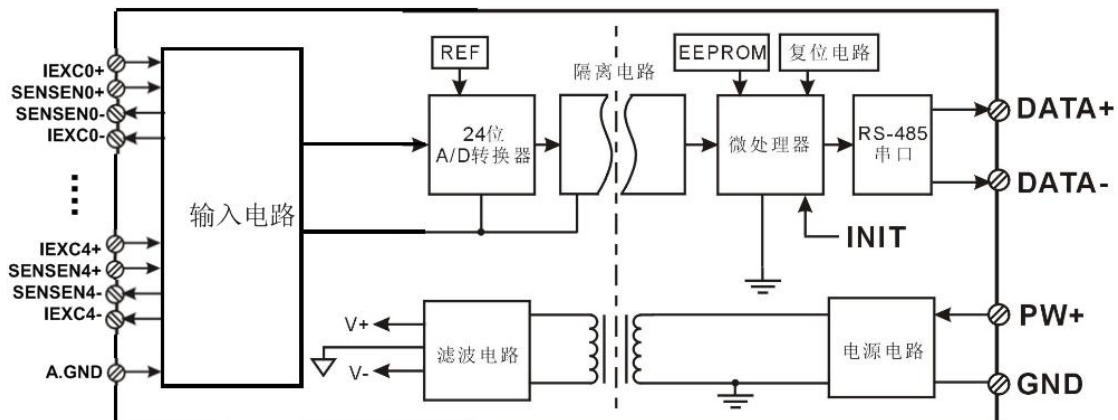 IEXC0+
SENSEN0+
SENSEN0-
IEXC0-
IEXC4+
SENSEN4+
SENSEN4-
IEXC4-
A.GND
输入电路
REF
24位
A/D转换器
隔离电路
EEPROM
复位电路
微处理器
RS-485
串口
INIT
DATA+
DATA-
V+
V-
滤波电路
电源电路
PW+
GND